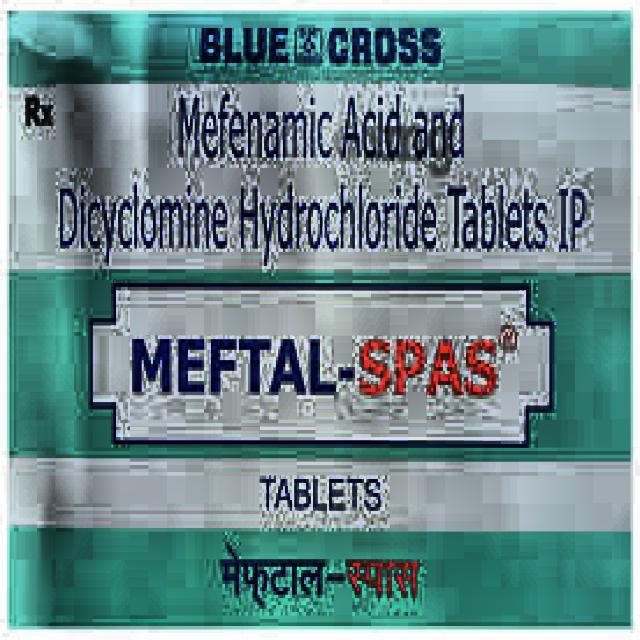 BLUE CROSS
Rx
Mefenamic Acid and
Dicyclomine Hydrochloride Tablets IP
MEFTAL-SPAS®
TABLETS
मेफ्टाल-स्पास